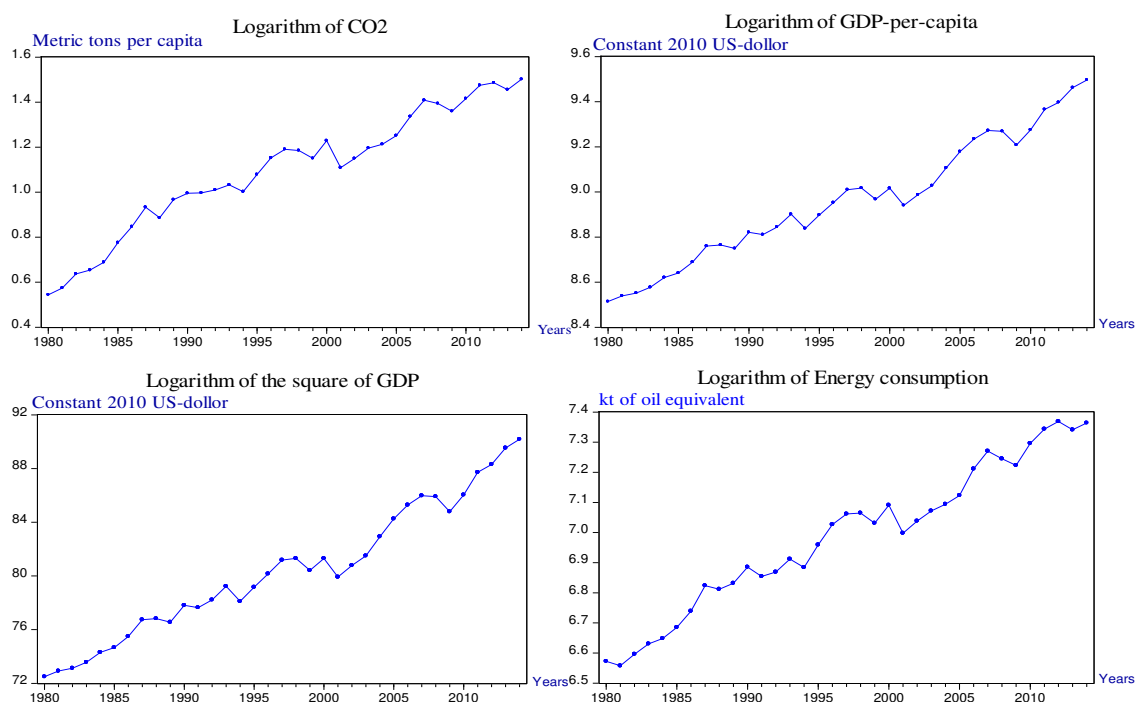 Logarithm of CO2
Metric tons per capita
1.6
1.4
1.2
1.0
0.8
0.6
0.4
1980 1985 1990 1995 2000 2005 2010
Years
Logarithm of GDP-per-capita
Constant 2010 US-dollor
9.6
9.4
9.2
9.0
8.8
8.6
8.4
1980 1985 1990 1995 2000 2005 2010
Years
Logarithm of the square of GDP
Constant 2010 US-dollor
92
88
84
80
76
72
1980 1985 1990 1995 2000 2005 2010
Years
Logarithm of Energy consumption
kt of oil equivalent
7.4
7.3
7.2
7.1
7.0
6.9
6.8
6.7
6.6
6.5
1980 1985 1990 1995 2000 2005 2010
Years